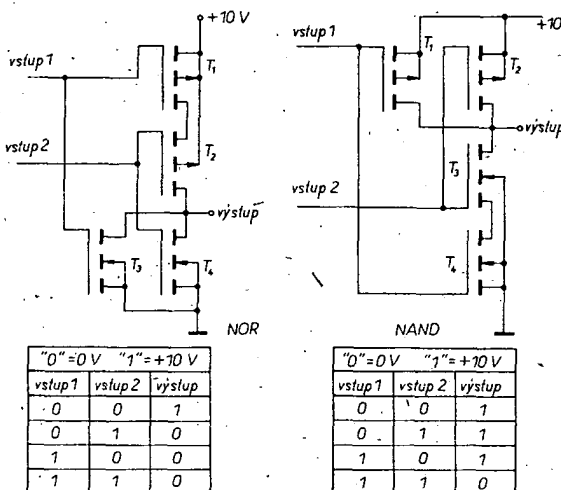 +10 V
vstup 1
T1
vstup 2
T2
výstup
T3
T4
NOR
"0"=0 V "1"=+10 V
vstup 1 vstup 2 výstup
0 0 1
0 1 0
1 0 0
1 1 0
vstup 1
+10
T1
T2
výstup
T3
vstup 2
T4
NAND
"0"=0 V "1"=+10 V
vstup 1 vstup 2 výstup
0 0 1
0 1 1
1 0 1
1 1 0